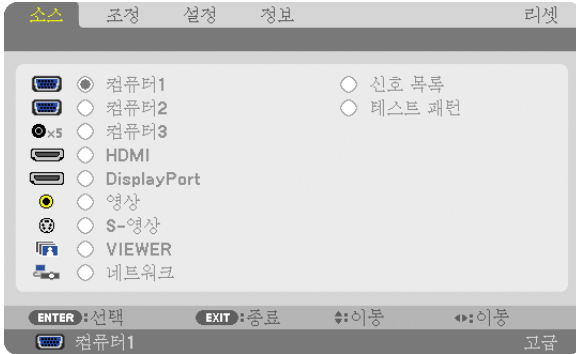 소스 조정 설정 정보 리셋
컴퓨터1 신호 목록
컴퓨터2 테스트 패턴
×5 컴퓨터3
HDMI
DisplayPort
영상
S-영상
VIEWER
네트워크
ENTER:선택 EXIT:종료 :이동 :이동
컴퓨터1 고급